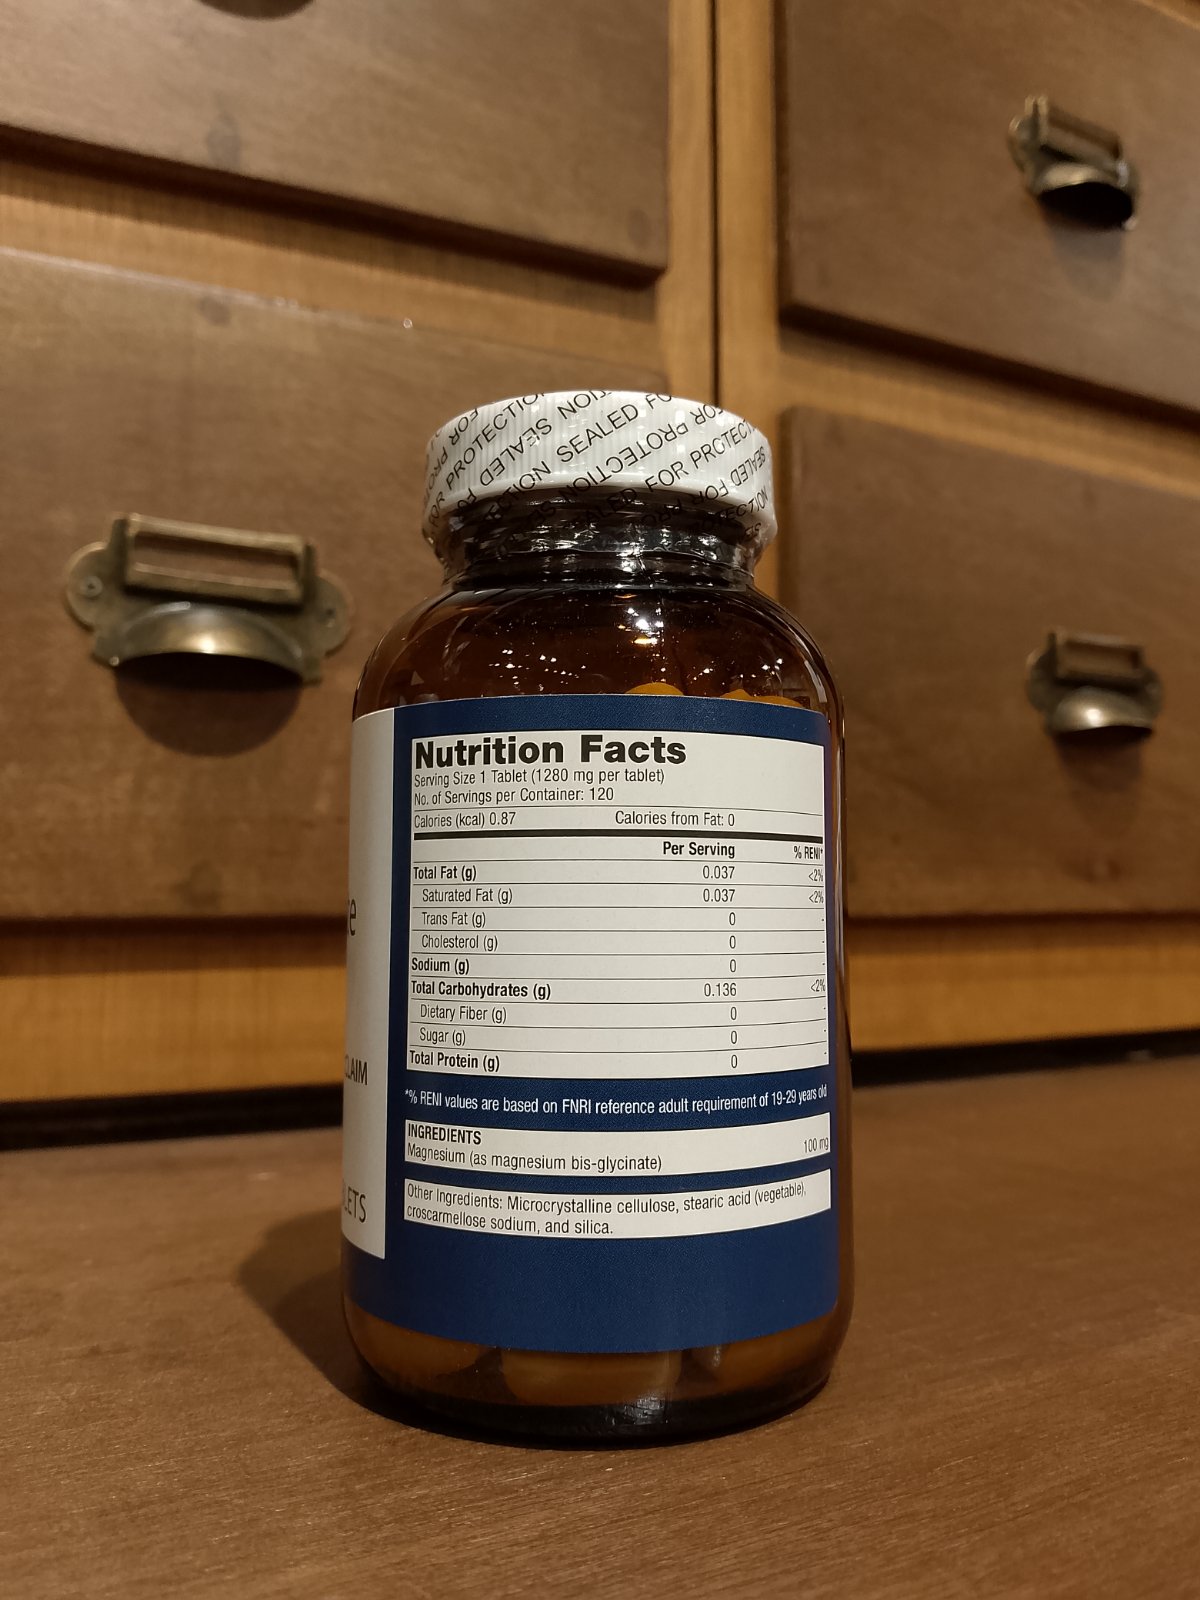 SEALED FOR PROTECTION
Nutrition Facts
Serving Size 1 Tablet (1280 mg per tablet)
No. of Servings per Container: 120
Calories (kcal) 0.87 Calories from Fat: 0
Per Serving % RENI*
Total Fat (g) 0.037 <2%
Saturated Fat (g) 0.037 <2%
Trans Fat (g) 0 -
Cholesterol (g) 0 -
Sodium (g) 0 -
Total Carbohydrates (g) 0.136 <2%
Dietary Fiber (g) 0 -
Sugar (g) 0 -
Total Protein (g) 0 -
*% RENI values are based on FNRI reference adult requirement of 19-29 years old
INGREDIENTS
Magnesium (as magnesium bis-glycinate) 100 mg
Other ingredients: Microcrystalline cellulose, stearic acid (vegetable),
croscarmellose sodium, and silica.